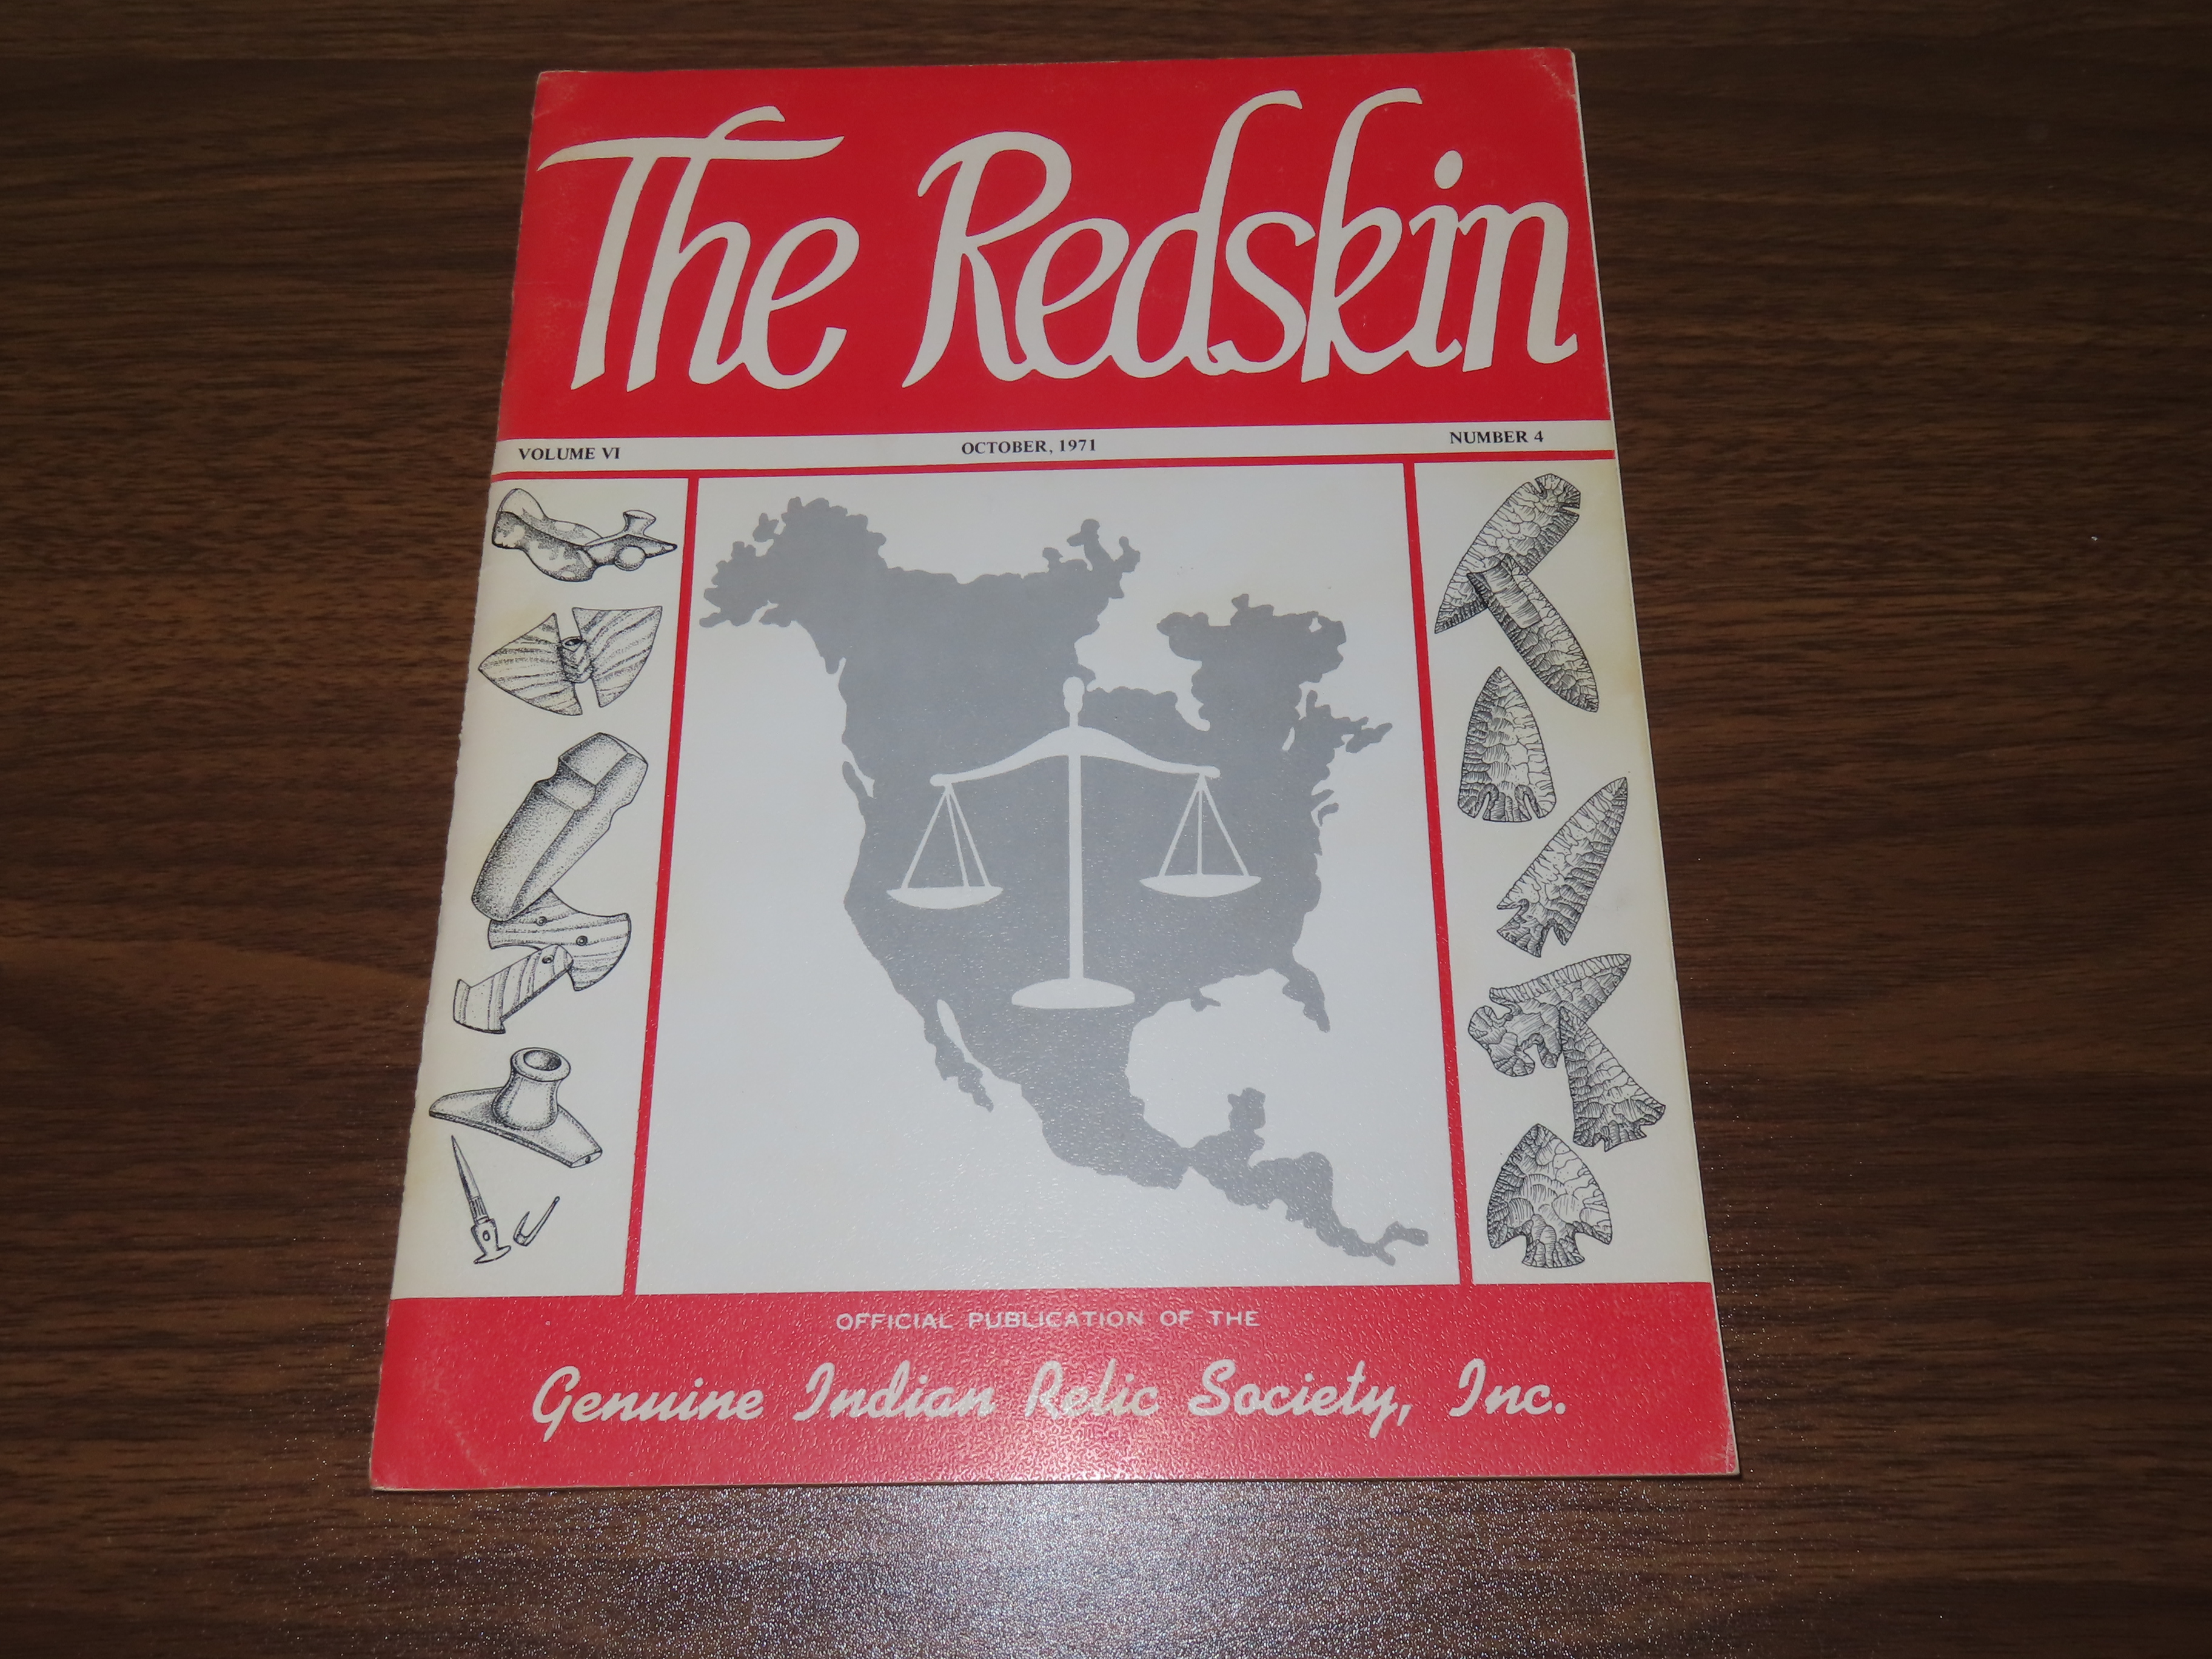 The Redskin
VOLUME VI OCTOBER, 1971 NUMBER 4
OFFICIAL PUBLICATION OF THE
Genuine Indian Relic Society, Inc.